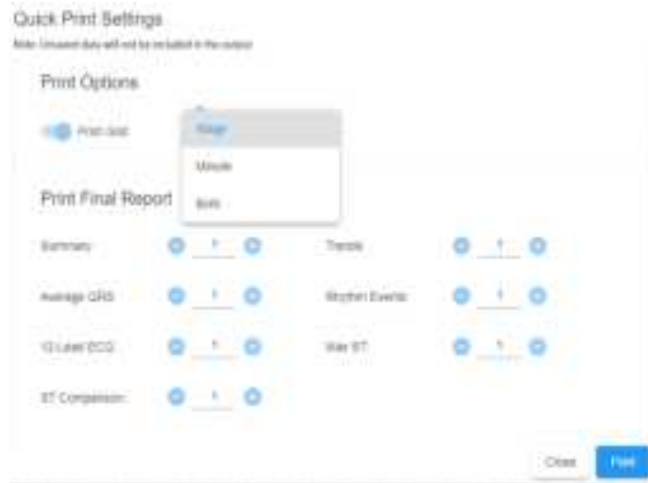 Quick Print Settings
Note: Unsaved data will not be included in the output
Print Options
Print Grid
Stage
Minute
Both
Print Final Report
Summary 1
Trends 1
Average QRS 1
Rhythm Events 1
12 Lead ECG 1
Max ST 1
ST Comparison 1
Close
Print